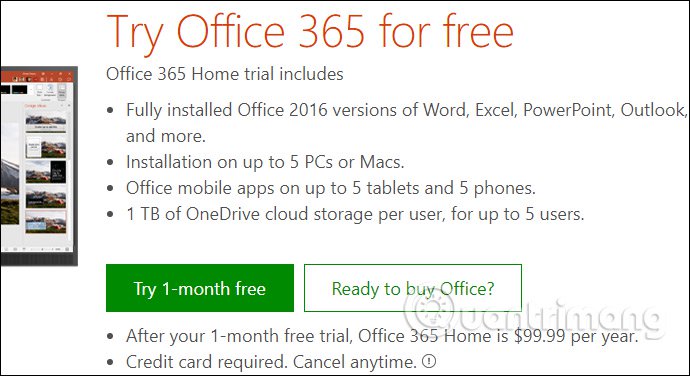 Try Office 365 for free
Office 365 Home trial includes
• Fully installed Office 2016 versions of Word, Excel, PowerPoint, Outlook,
and more.
• Installation on up to 5 PCs or Macs.
• Office mobile apps on up to 5 tablets and 5 phones.
• 1 TB of OneDrive cloud storage per user, for up to 5 users.
Try 1-month free
Ready to buy Office?
Quantrimang
• After your 1-month free trial, Office 365 Home is $99.99 per year.
• Credit card required. Cancel anytime.